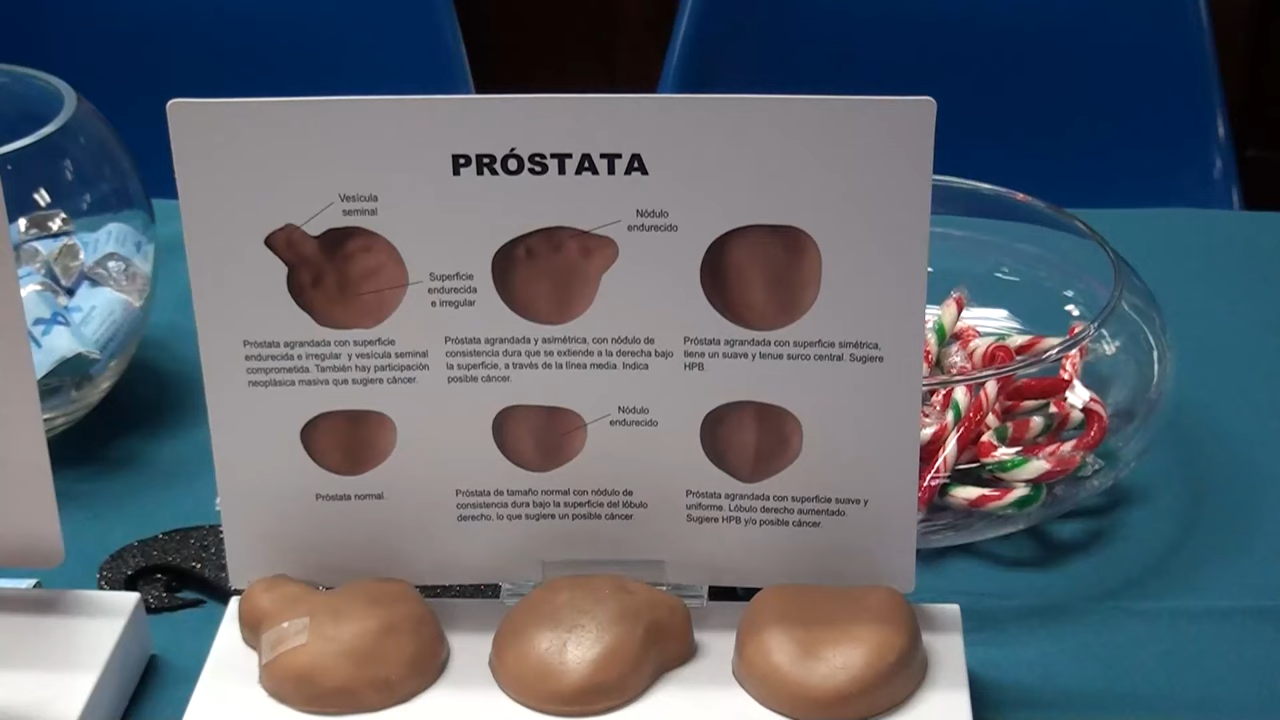 PRÓSTATA
Vesícula
seminal
Superficie
endurecida
e irregular
Nódulo
endurecido
Próstata agrandada con superficie
endurecida e irregular y vesícula seminal
comprometida. También hay participación
neoplásica masiva que sugiere cáncer.
Próstata agrandada y asimétrica, con nódulo de
consistencia dura que se extiende a la derecha bajo
la superficie, a través de la línea media. Indica
posible cáncer.
Próstata agrandada con superficie simétrica,
tiene un suave y tenue surco central. Sugiere
HPB.
Nódulo
endurecido
Próstata normal.
Próstata de tamaño normal con nódulo de
consistencia dura bajo la superficie del lóbulo
derecho, lo que sugiere un posible cáncer.
Próstata agrandada con superficie suave y
uniforme. Lóbulo derecho aumentado.
Sugiere HPB y/o posible cáncer.